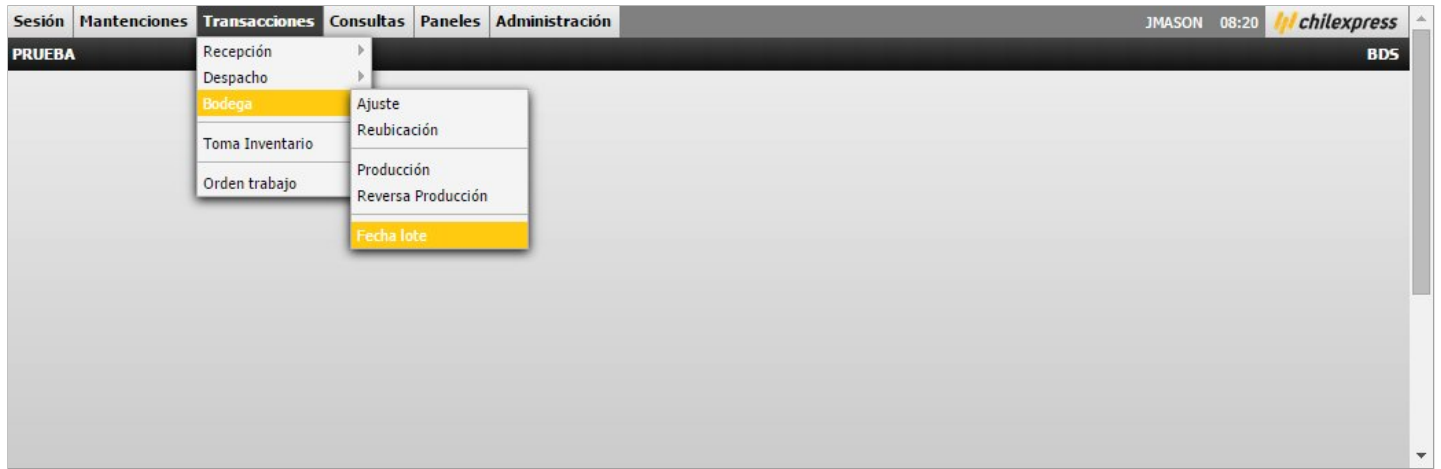 Sesión Mantenciones Transacciones Consultas Paneles Administración JMASON 08:20 chilexpress
PRUEBA BDS
Recepción
Despacho
Bodega
Toma Inventario
Orden trabajo
Ajuste
Reubicación
Producción
Reversa Producción
Fecha lote